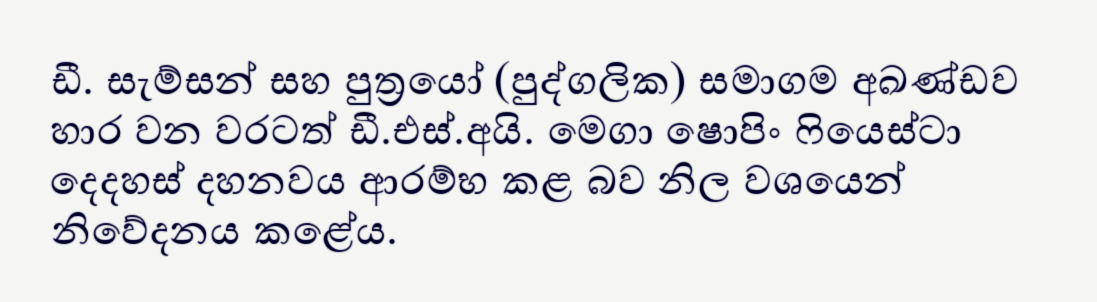 ඩී. සැම්සන් සහ පුත්‍රයෝ (පුද්ගලික) සමාගම අඛණ්ඩව
හාර වන වරටත් ඩී.එස්.අයි. මෙගා ෂොපිං ෆියෙස්ටා
දෙදහස් දහනවය ආරම්භ කළ බව නිල වශයෙන්
නිවේදනය කළේය.